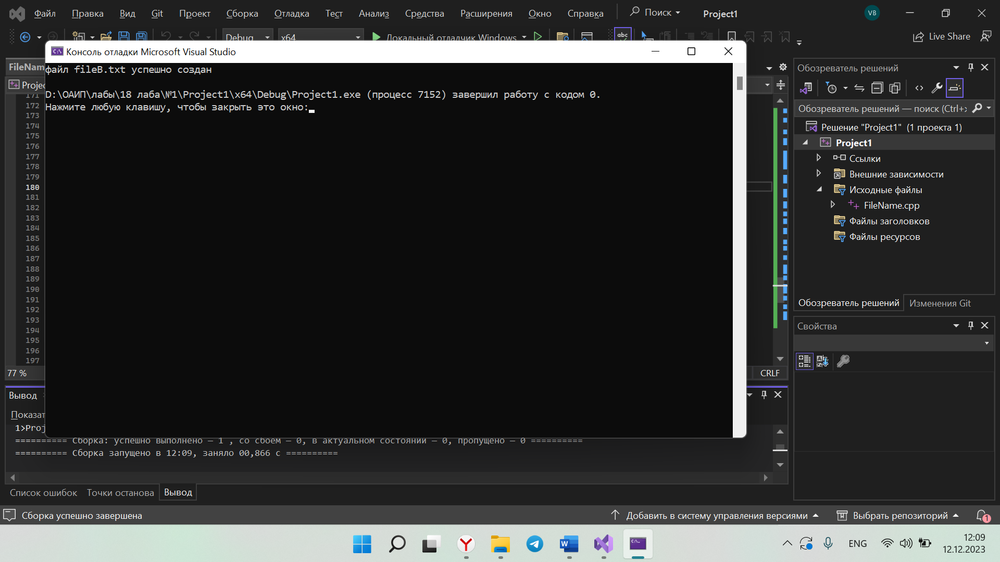 Файл Правка Вид Git Проект Сборка Отладка Тест Анализ Средства Расширения Окно Справка Поиск Project1 VB
Debug x64 Локальный отладчик Windows abc Live Share
Консоль отладки Microsoft Visual Studio
файл fileB.txt успешно создан
D:\ОАИП\лабы\18 лаба\№1\Project1\x64\Debug\Project1.exe (процесс 7152) завершил работу с кодом 0.
Нажмите любую клавишу, чтобы закрыть это окно:
FileNam
Projec
171
172
173
174
175
176
177
178
179
180
181
182
183
184
185
186
187
188
189
190
191
192
193
194
195
196
197
77 %
CRLF
Обозреватель решений
Обозреватель решений — поиск (Ctrl+
Решение "Project1" (1 проекта 1)
Project1
Ссылки
Внешние зависимости
Исходные файлы
FileName.cpp
Файлы заголовков
Файлы ресурсов
Обозреватель решений Изменения Git
Свойства
Вывод
Показат
1>Proj
========== Сборка: успешно выполнено — 1 , со сбоем — 0, в актуальном состоянии — 0, пропущено — 0 ==========
========== Сборка запущено в 12:09, заняло 00,866 с ==========
Список ошибок Точки останова Вывод
Сборка успешно завершена Добавить в систему управления версиями Выбрать репозиторий 1
ENG 12:09
12.12.2023